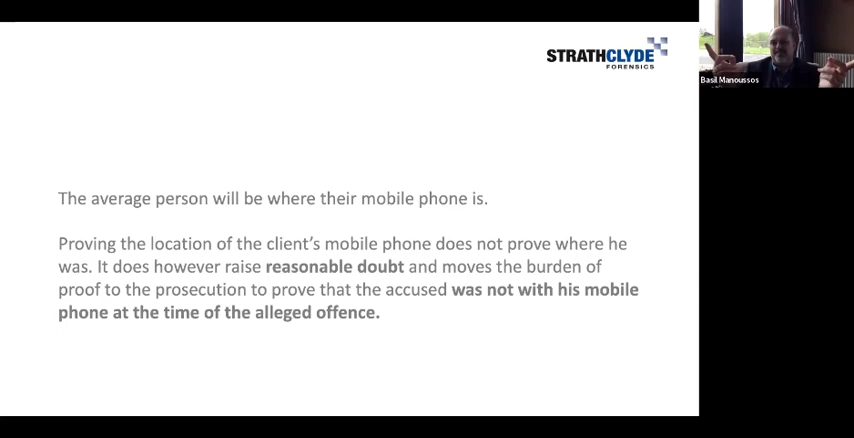 STRATHCLYDE
FORENSICS
Basil Manoussos
The average person will be where their mobile phone is.
Proving the location of the client's mobile phone does not prove where he
was. It does however raise reasonable doubt and moves the burden of
proof to the prosecution to prove that the accused was not with his mobile
phone at the time of the alleged offence.